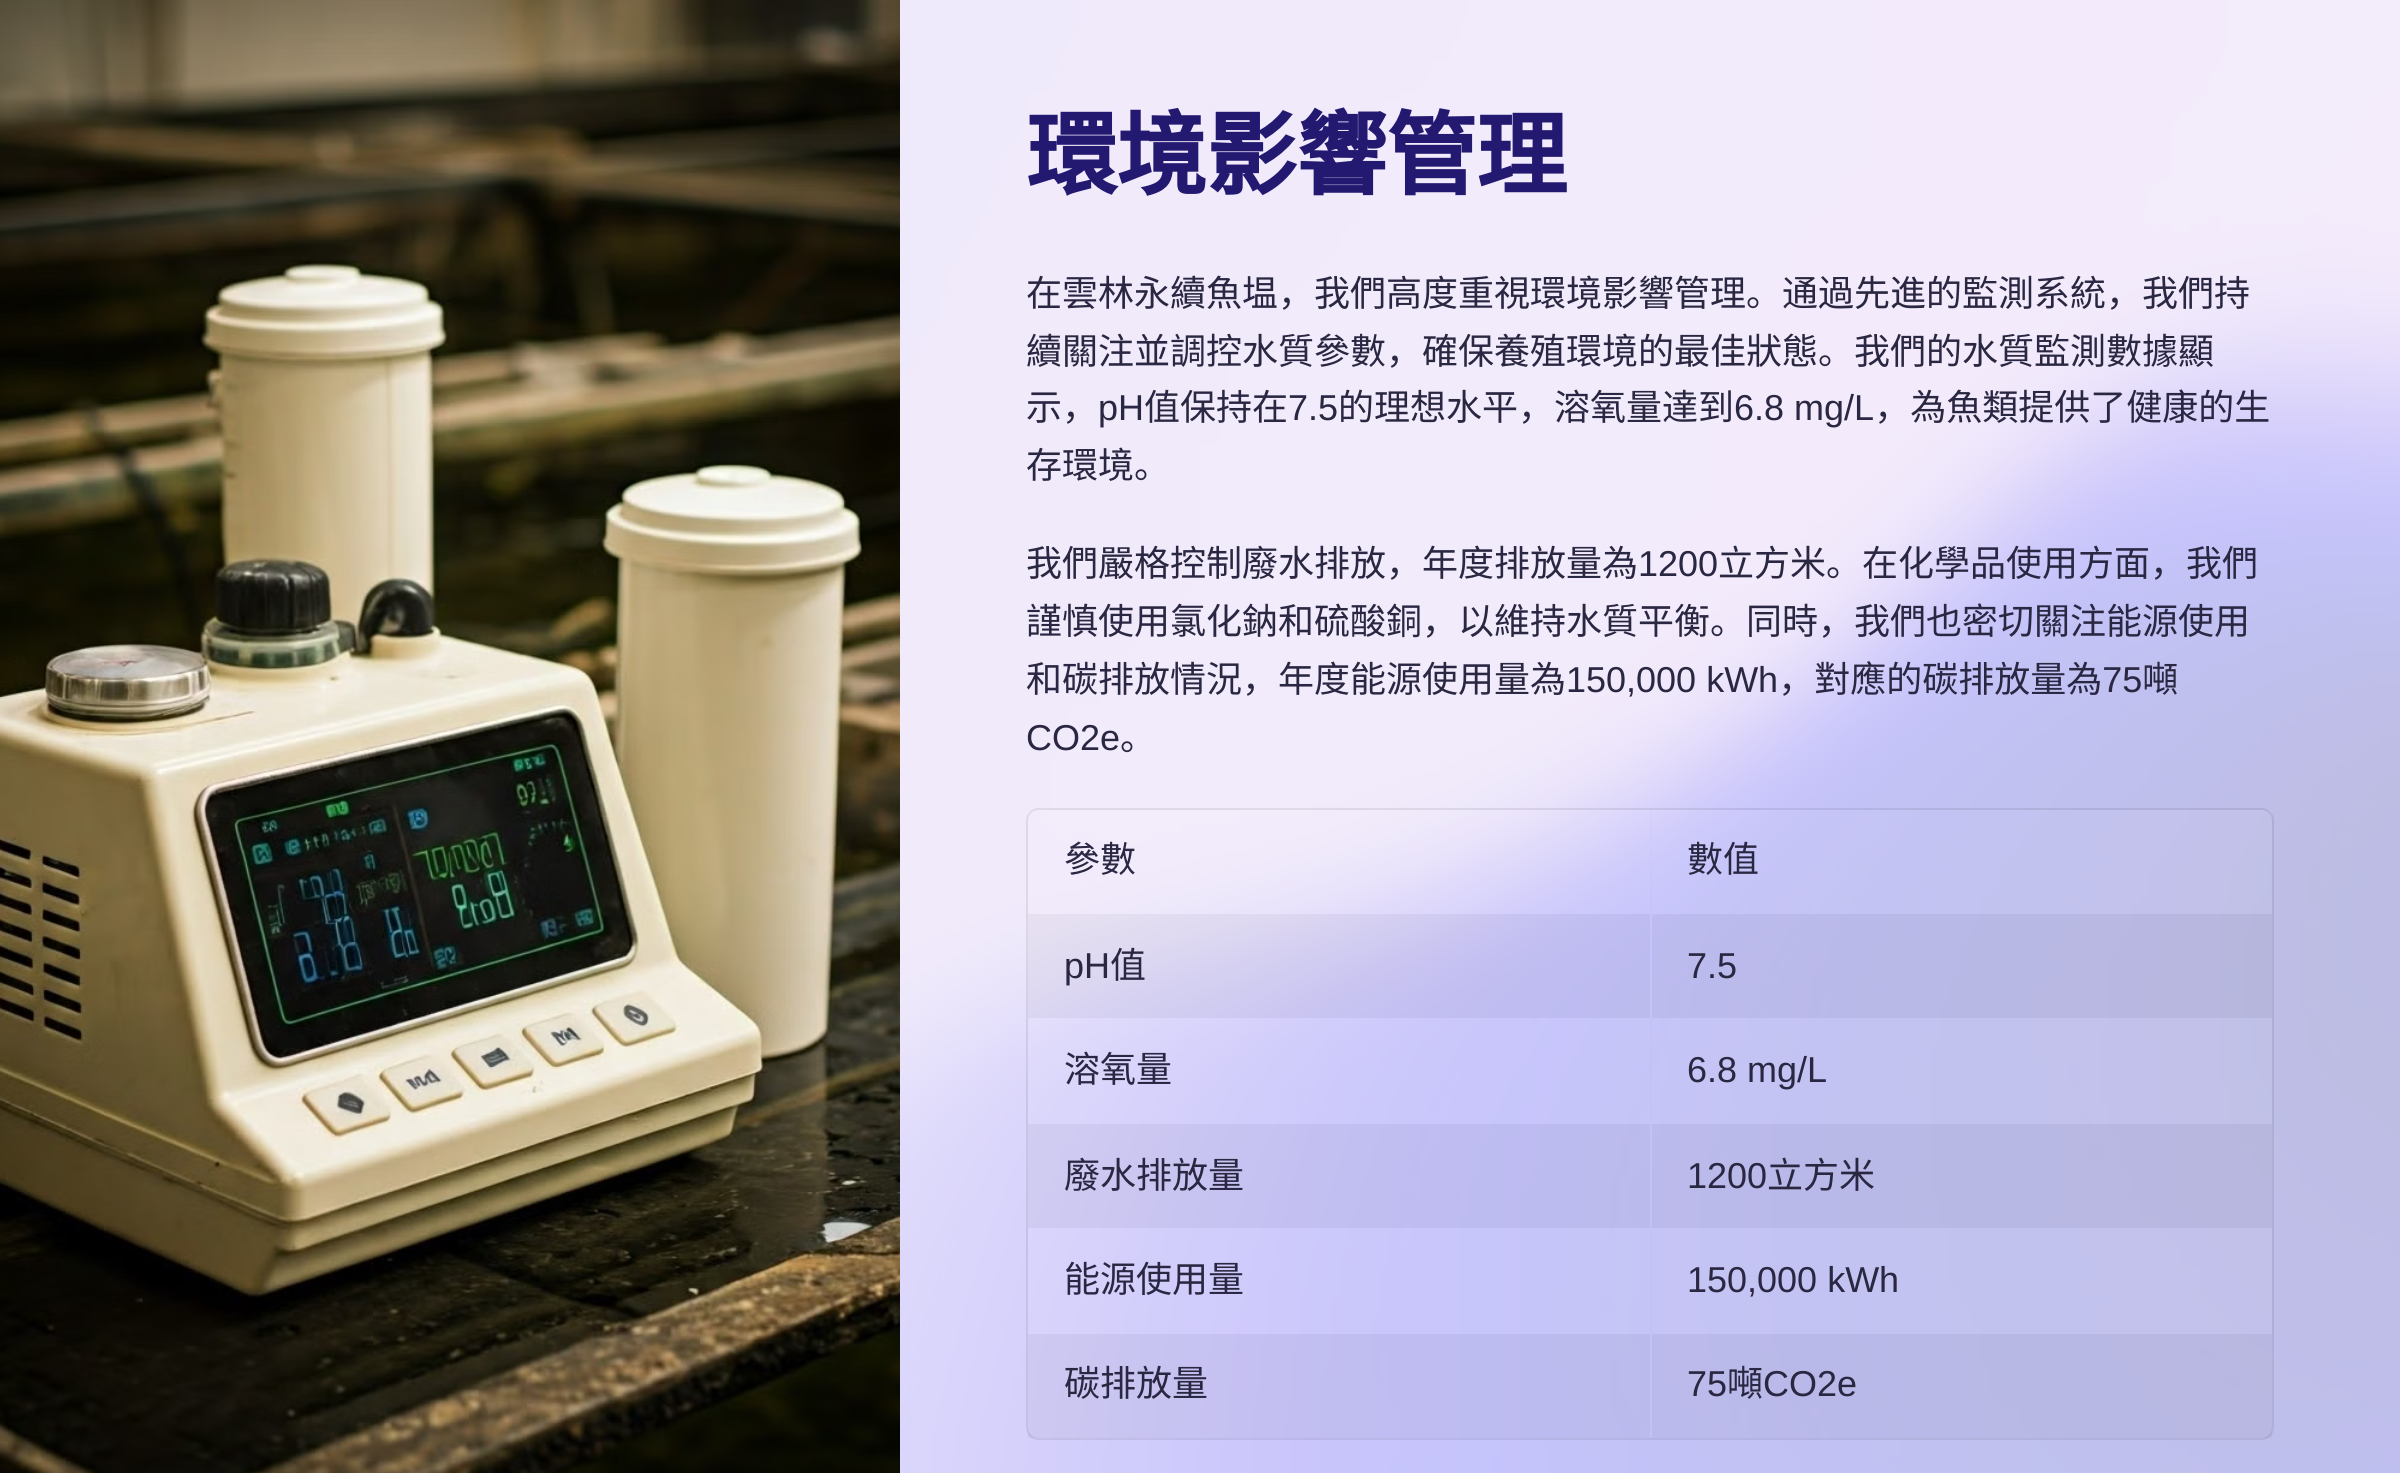 環境影響管理
在雲林永續魚塭，我們高度重視環境影響管理。通過先進的監測系統，我們持
續關注並調控水質參數，確保養殖環境的最佳狀態。我們的水質監測數據顯
示，pH值保持在7.5的理想水平，溶氧量達到6.8 mg/L，為魚類提供了健康的生
存環境。
我們嚴格控制廢水排放，年度排放量為1200立方米。在化學品使用方面，我們
謹慎使用氯化鈉和硫酸銅，以維持水質平衡。同時，我們也密切關注能源使用
和碳排放情況，年度能源使用量為150,000 kWh，對應的碳排放量為75噸
CO2e。
參數 數值
pH值 7.5
溶氧量 6.8 mg/L
廢水排放量 1200立方米
能源使用量 150,000 kWh
碳排放量 75噸CO2e